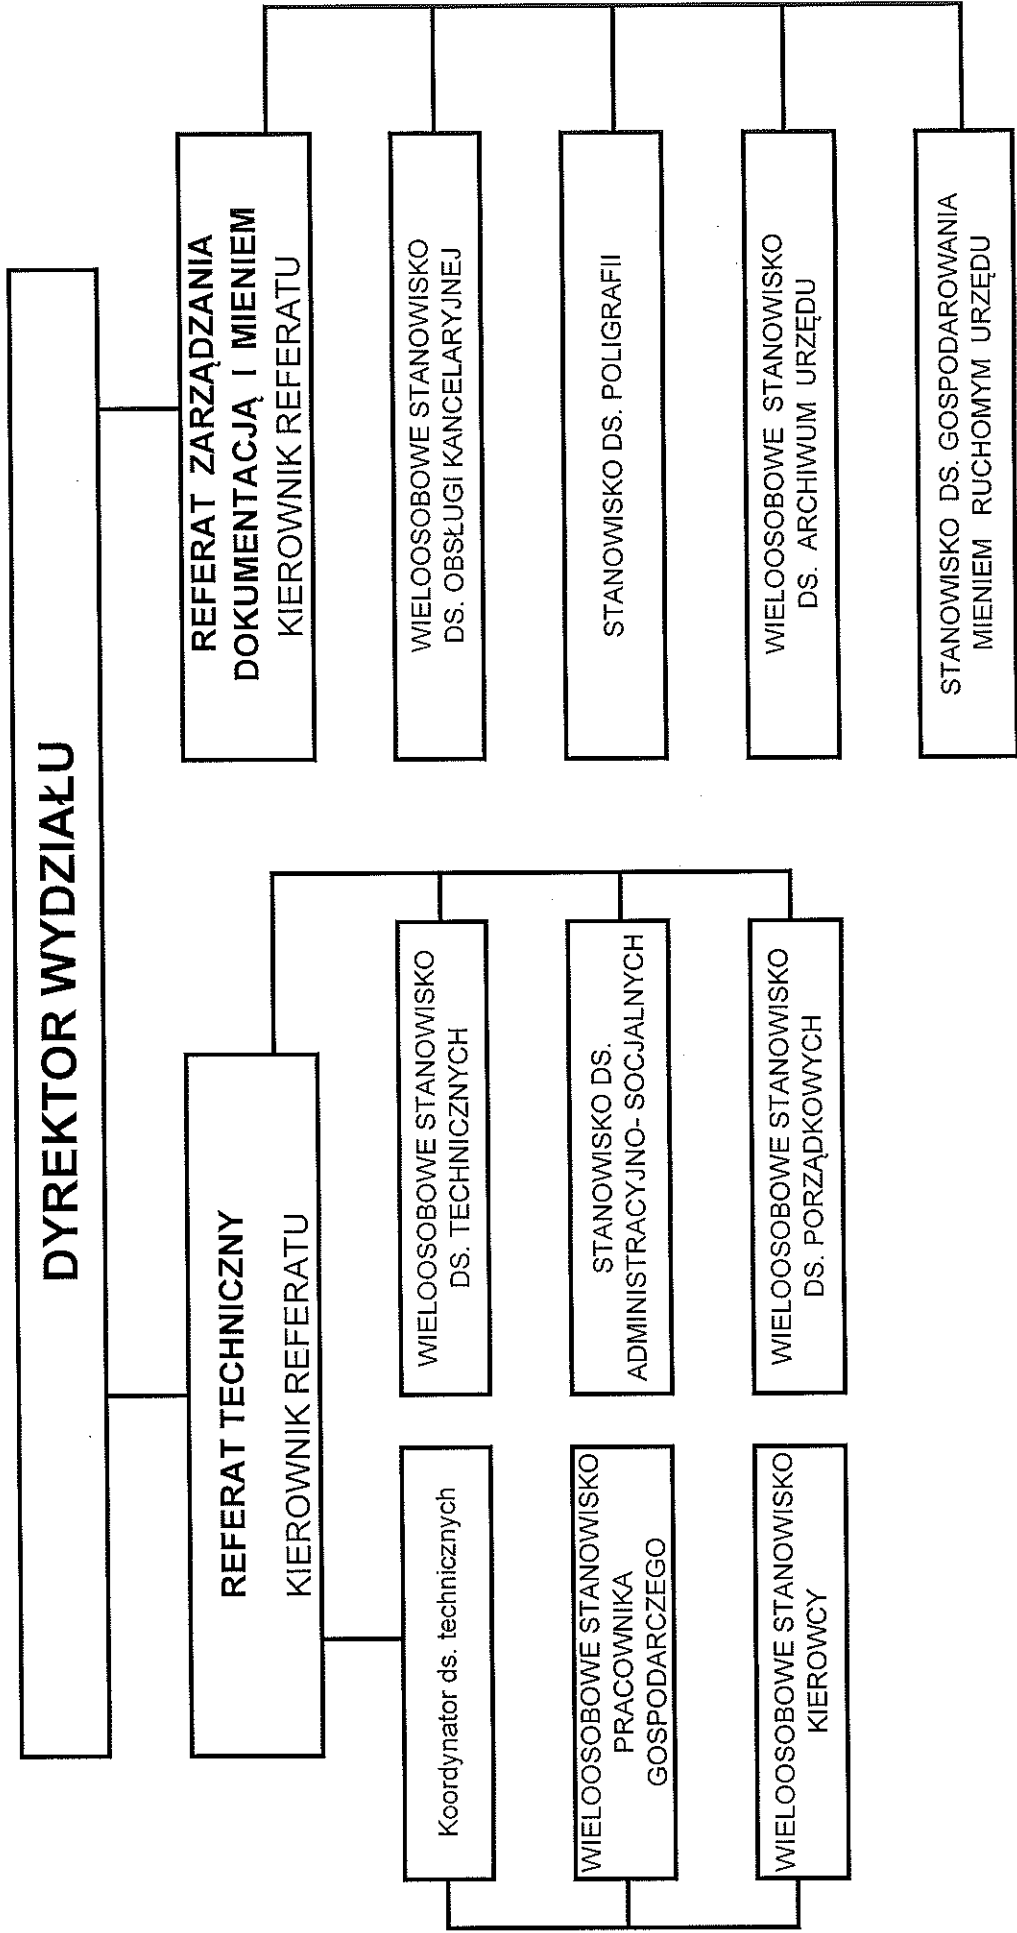 DYREKTOR WYDZIAŁU
REFERAT TECHNICZNY
KIEROWNIK REFERATU
Koordynator ds. technicznych
WIELOOSOBOWE STANOWISKO
PRACOWNIKA
GOSPODARCZEGO
WIELOOSOBOWE STANOWISKO
KIEROWCY
WIELOOSOBOWE STANOWISKO
DS. TECHNICZNYCH
STANOWISKO DS.
ADMINISTRACYJNO- SOCJALNYCH
WIELOOSOBOWE STANOWISKO
DS. PORZĄDKOWYCH
REFERAT ZARZĄDZANIA
DOKUMENTACJĄ I MIENIEM
KIEROWNIK REFERATU
WIELOOSOBOWE STANOWISKO
DS. OBSŁUGI KANCELARYJNEJ
STANOWISKO DS. POLIGRAFII
WIELOOSOBOWE STANOWISKO
DS. ARCHIWUM URZĘDU
STANOWISKO DS. GOSPODAROWANIA
MIENIEM RUCHOMYM URZĘDU